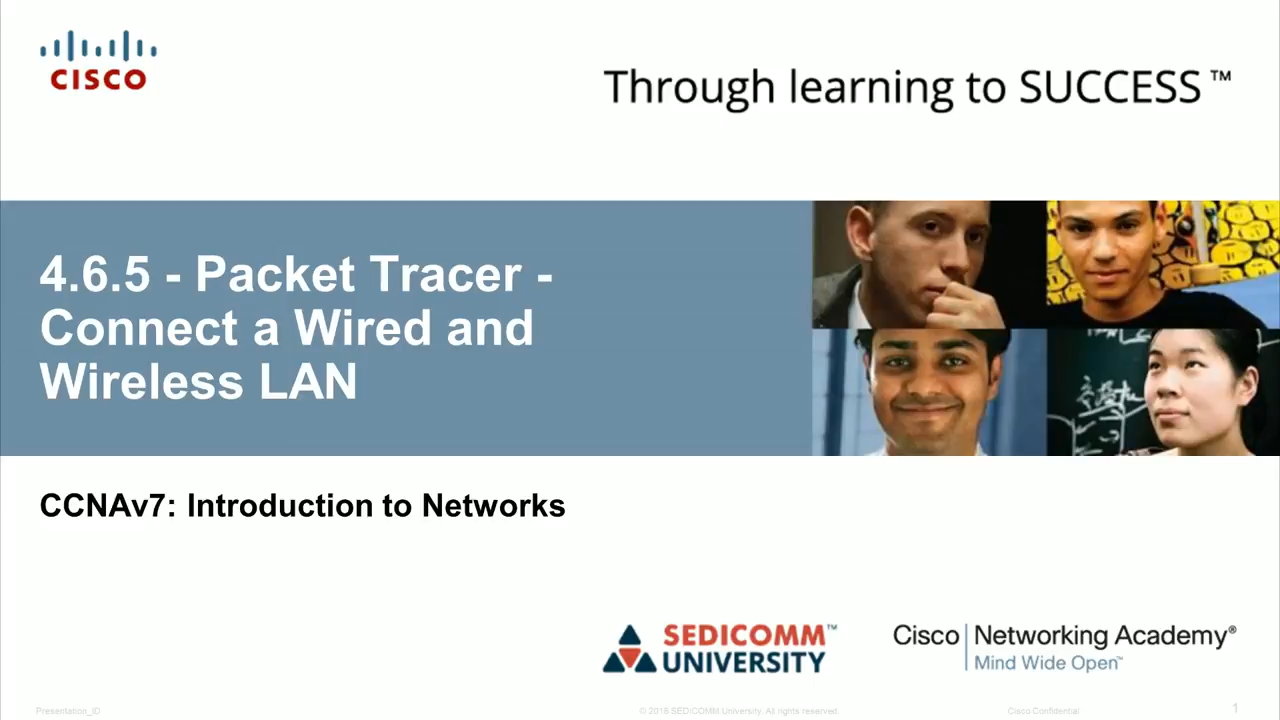 CISCO
Through learning to SUCCESS™
4.6.5 - Packet Tracer -
Connect a Wired and
Wireless LAN
CCNAv7: Introduction to Networks
SEDICOMM™
UNIVERSITY
Cisco Networking Academy®
Mind Wide Open™
Presentation_ID
© 2018 SEDICOMM University. All rights reserved.
Cisco Confidential
1